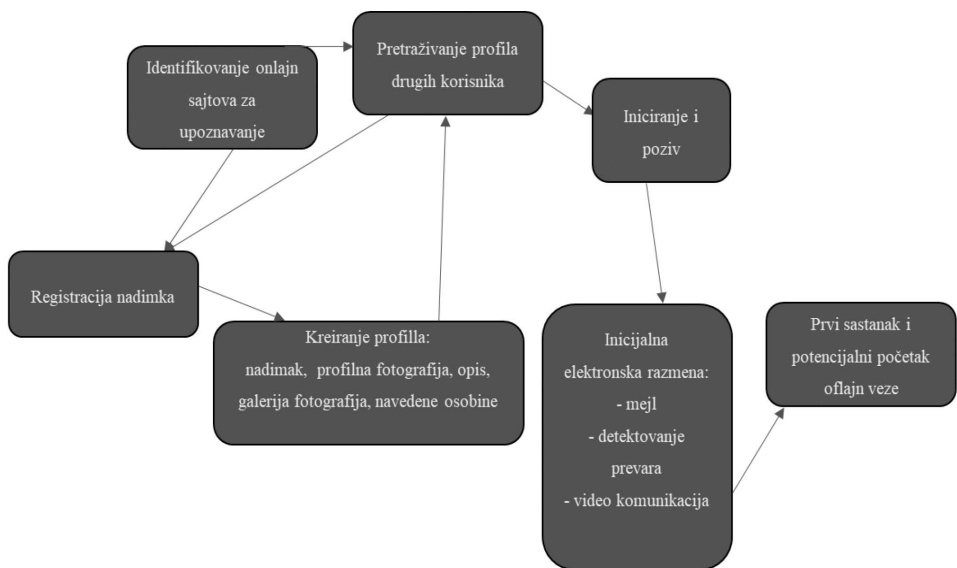 Identifikovanje onlajn
sajtova za
upoznavanje
Pretraživanje profila
drugih korisnika
Iniciranje i
poziv
Registracija nadimka
Kreiranje profilla:
nadimak, profilna fotografija, opis,
galerija fotografija, navedene osobine
Inicijalna
elektronska razmena:
- mejl
- detektovanje
prevara
- video komunikacija
Prvi sastanak i
potencijalni početak
oflajn veze